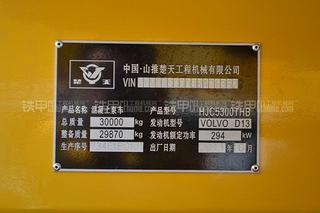 中国·山推楚天工程机械有限公司
楚天
VIN
产品名称 混凝土泵车 产品型号 HJC5300THB
总质量 30000 kg 发动机型号 VOLVO D13
整备质量 29870 kg 发动机额定功率 294 kW
生产序号 出厂日期 年 月